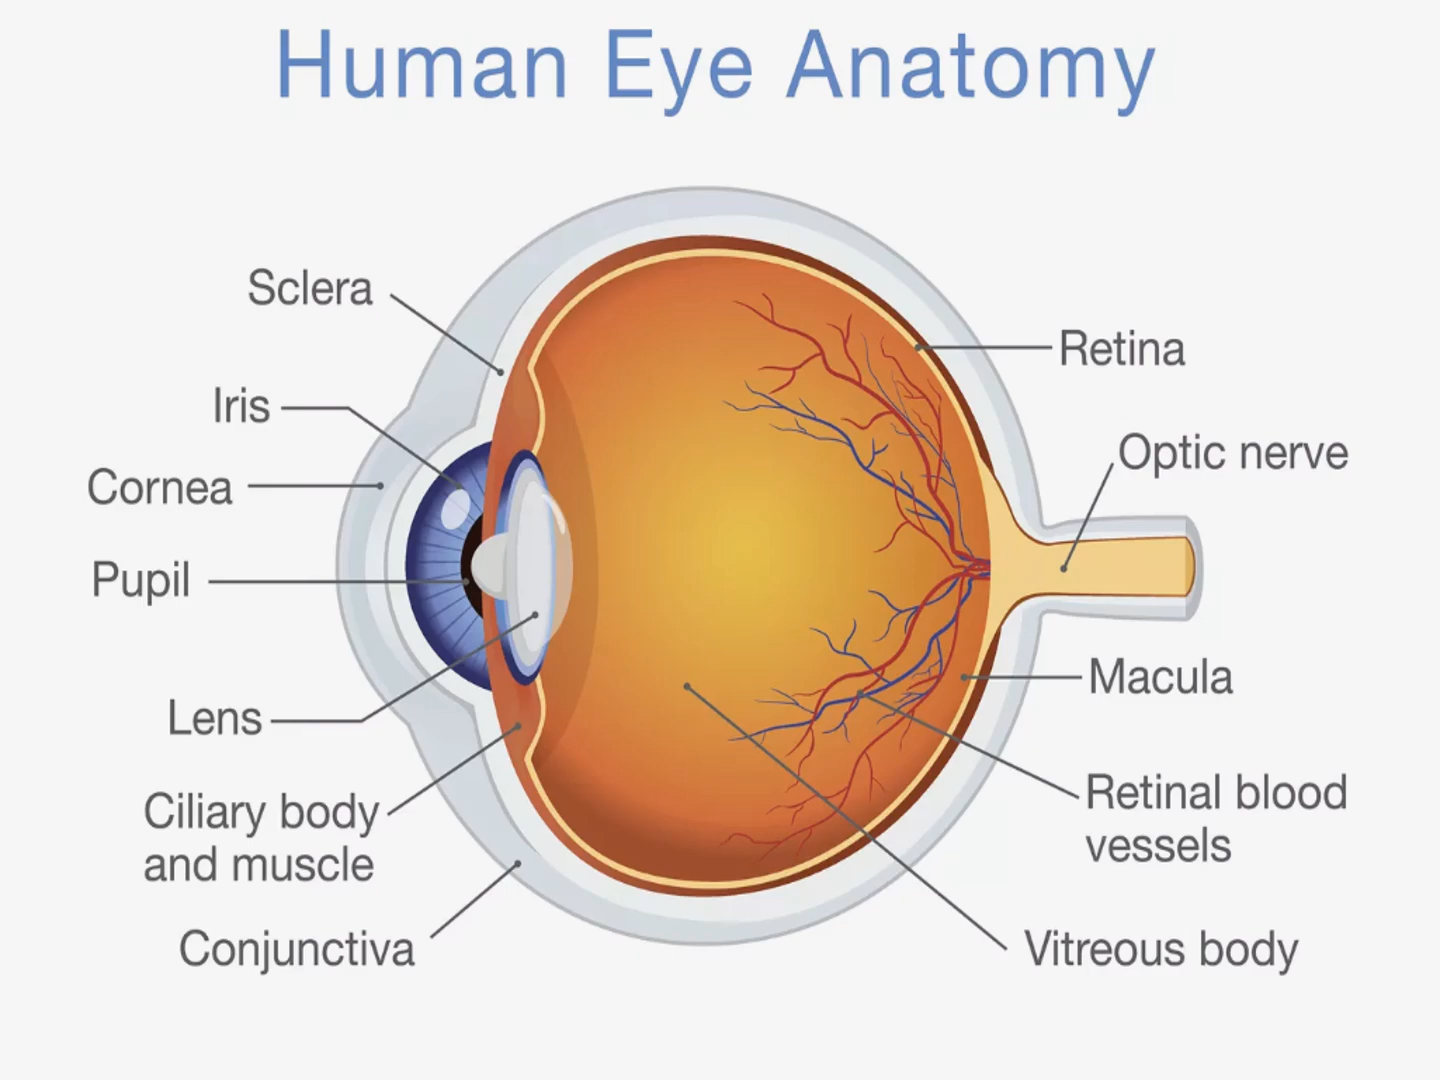 Human Eye Anatomy
Sclera
Iris
Cornea
Pupil
Lens
Ciliary body
and muscle
Conjunctiva
Retina
Optic nerve
Macula
Retinal blood
vessels
Vitreous body